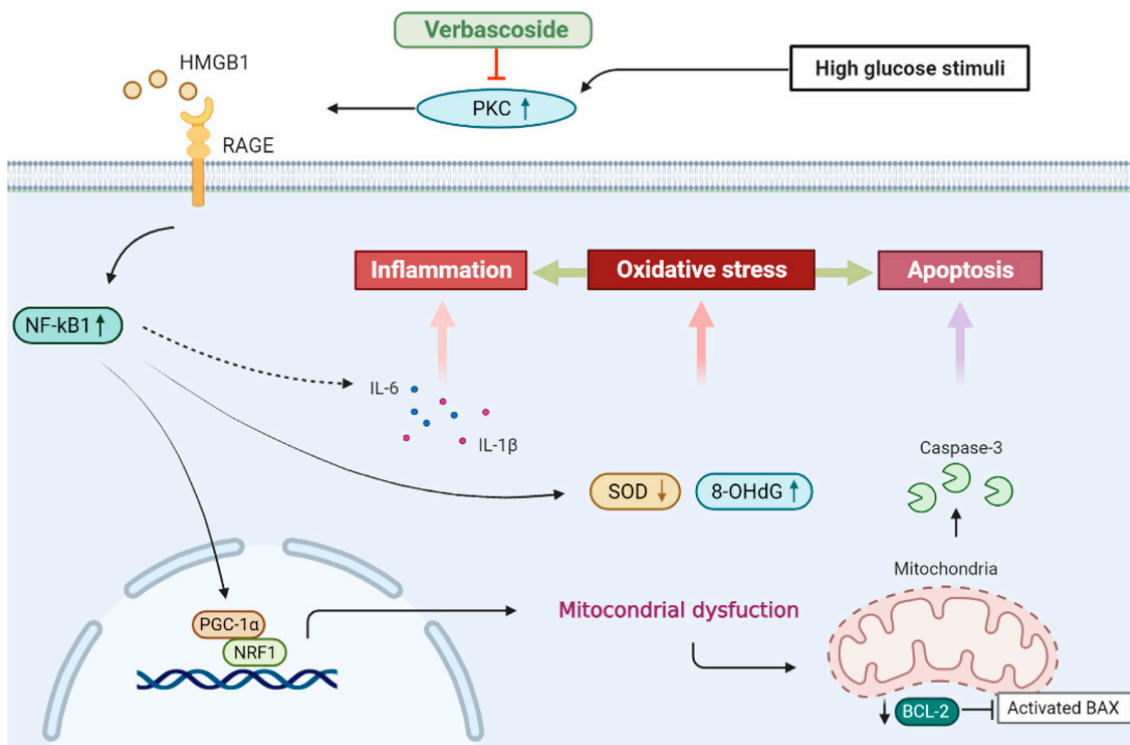 Verbascoside
HMGB1
High glucose stimuli
PKC ↑
RAGE
Inflammation
Oxidative stress
Apoptosis
NF-kB1 ↑
IL-6
IL-1β
Caspase-3
SOD ↓
8-OHdG ↑
Mitochondria
PGC-1α
Mitocondrial dysfuction
NRF1
↓ BCL-2
Activated BAX